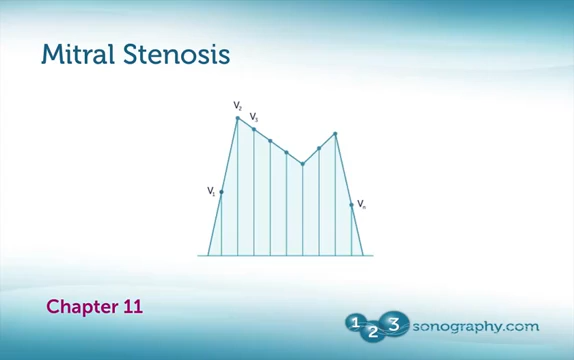 Mitral Stenosis
V2
V3
V1
Vn
Chapter 11
123sonography.com